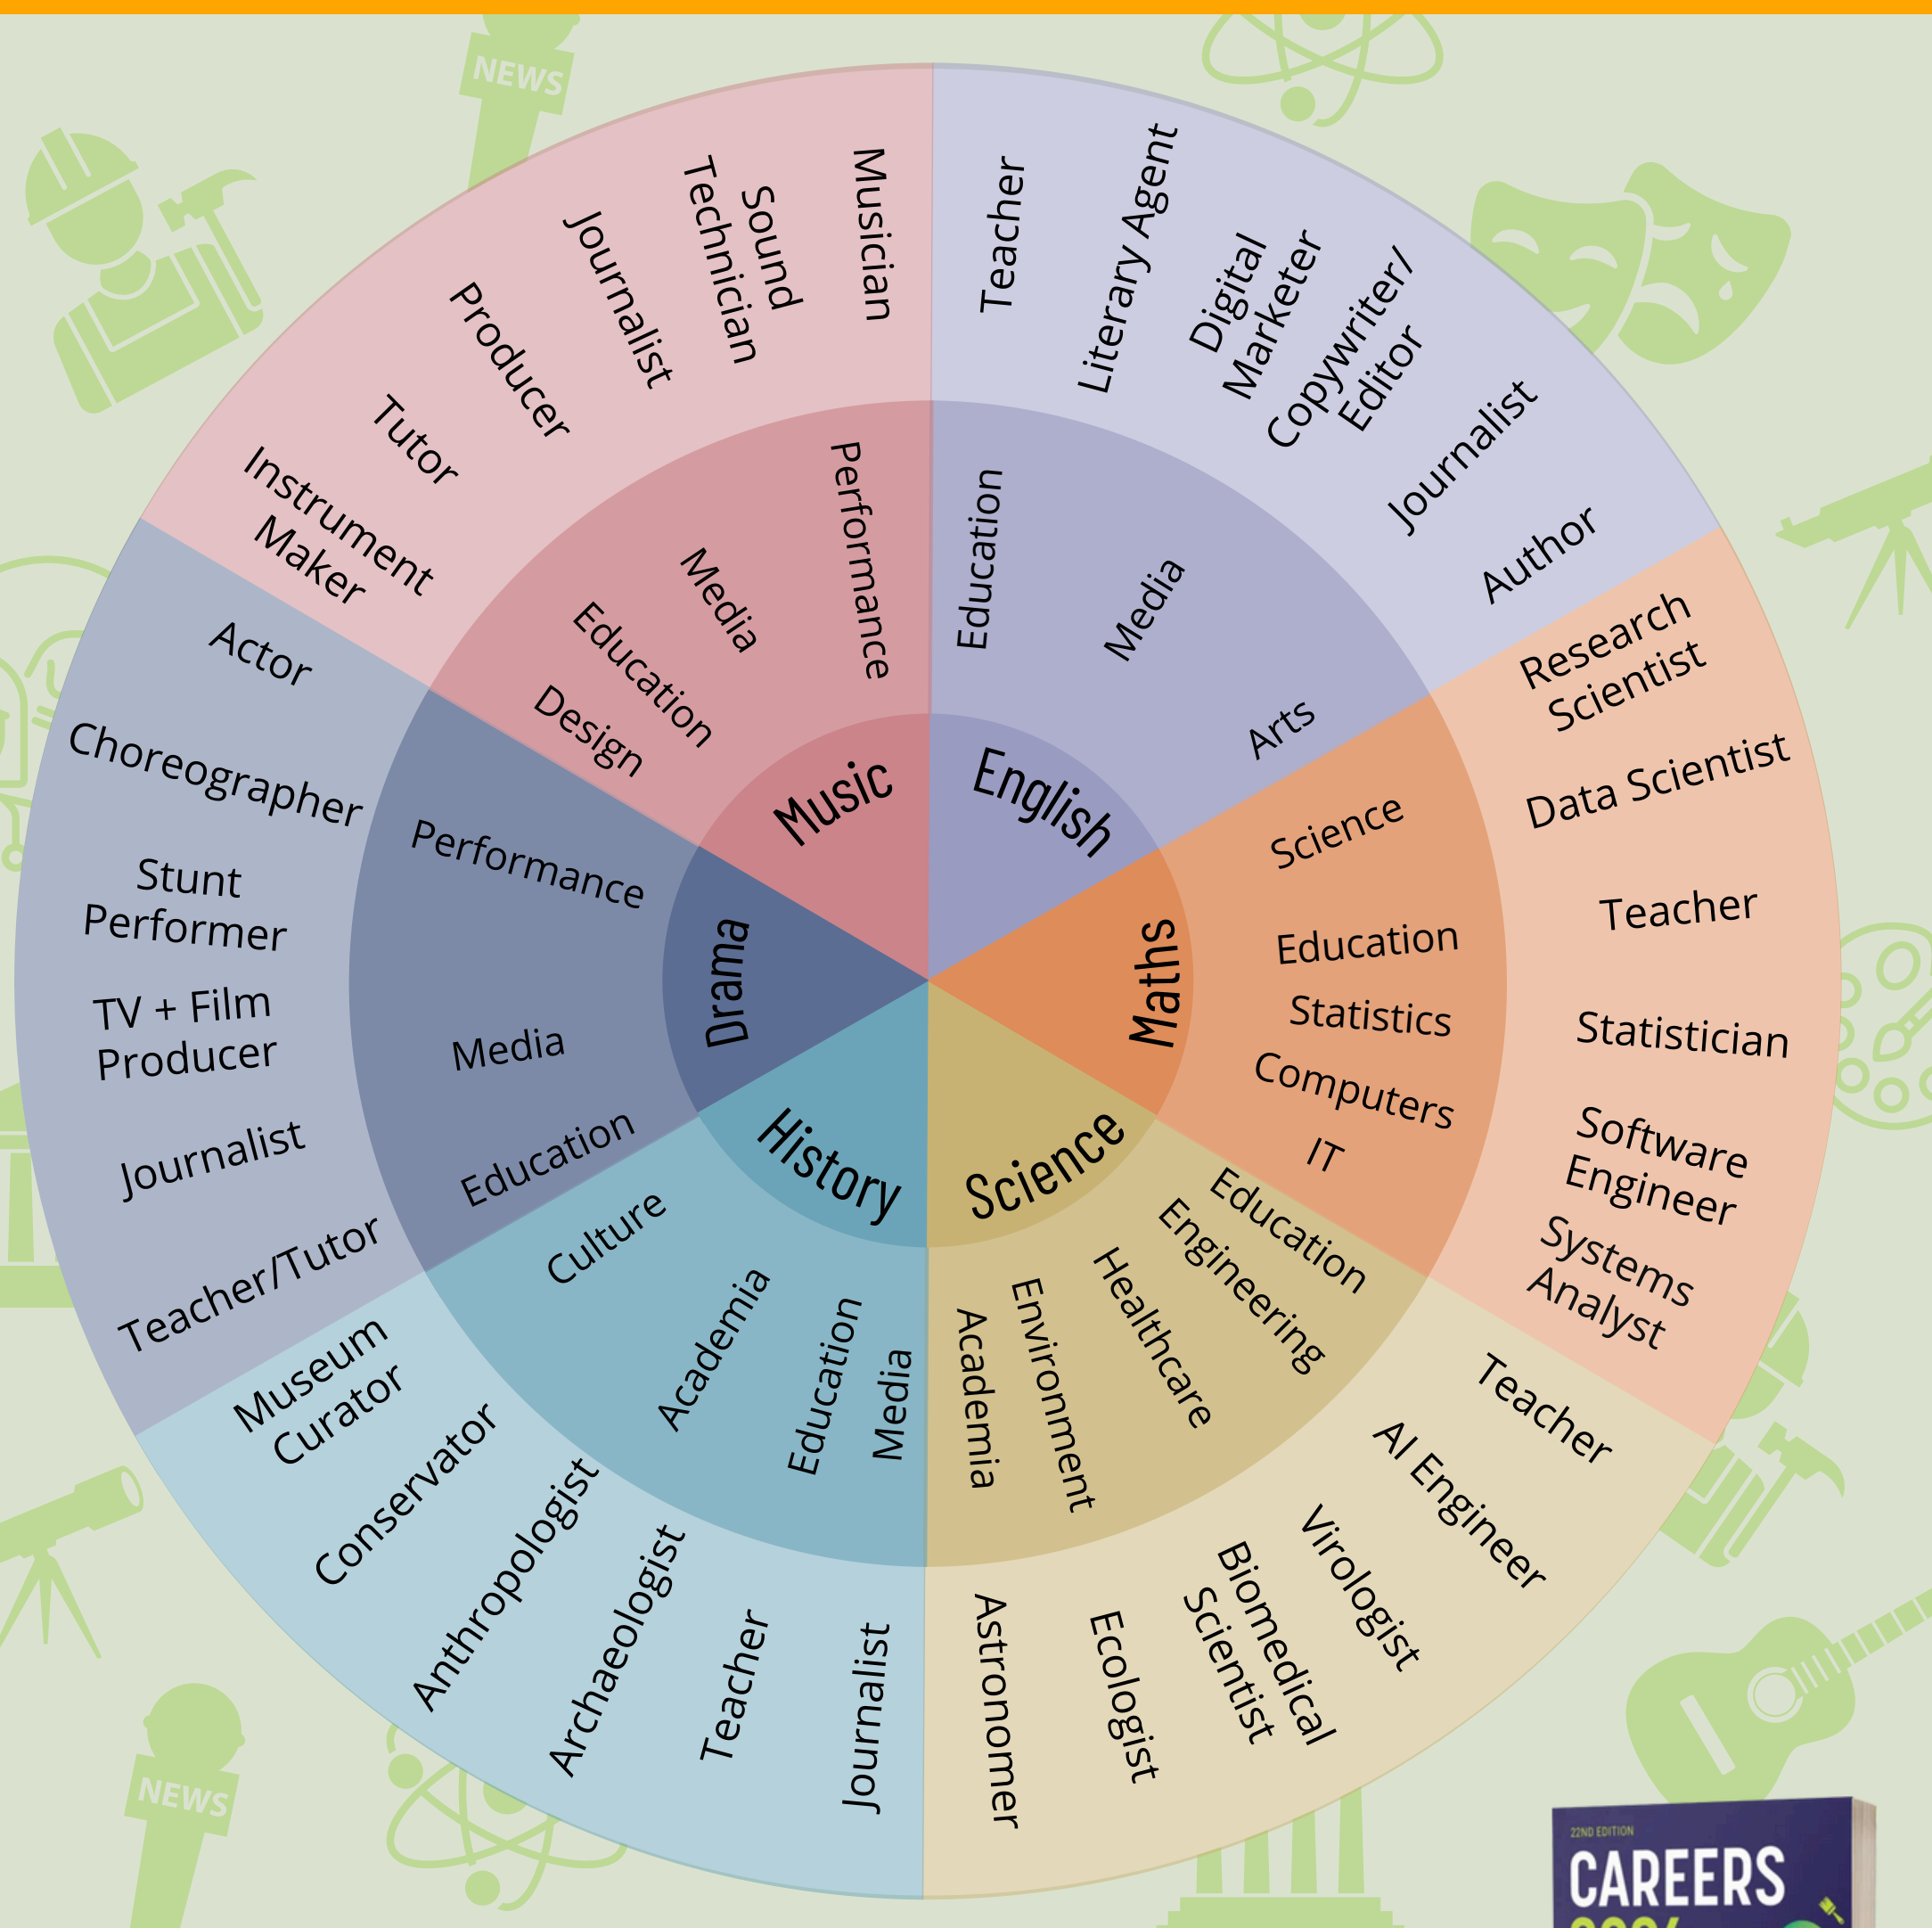 NEWS
Music
Performance
Media
Education
Design
Musician
Sound
Technician
Journalist
Producer
Tutor
Instrument
Maker
English
Education
Media
Arts
Teacher
Literary Agent
Digital
Marketer
Copywriter/
Editor
Journalist
Author
Maths
Science
Education
Statistics
Computers
IT
Research
Scientist
Data Scientist
Teacher
Statistician
Software
Engineer
Systems
Analyst
Science
Education
Engineering
Healthcare
Environment
Academia
Teacher
AI Engineer
Virologist
Biomedical
Scientist
Ecologist
Astronomer
History
Culture
Academia
Education
Media
Museum
Curator
Conservator
Anthropologist
Archaeologist
Teacher
Journalist
Drama
Performance
Media
Education
Actor
Choreographer
Stunt
Performer
TV + Film
Producer
Journalist
Teacher/Tutor
NEWS
22ND EDITION
CAREERS